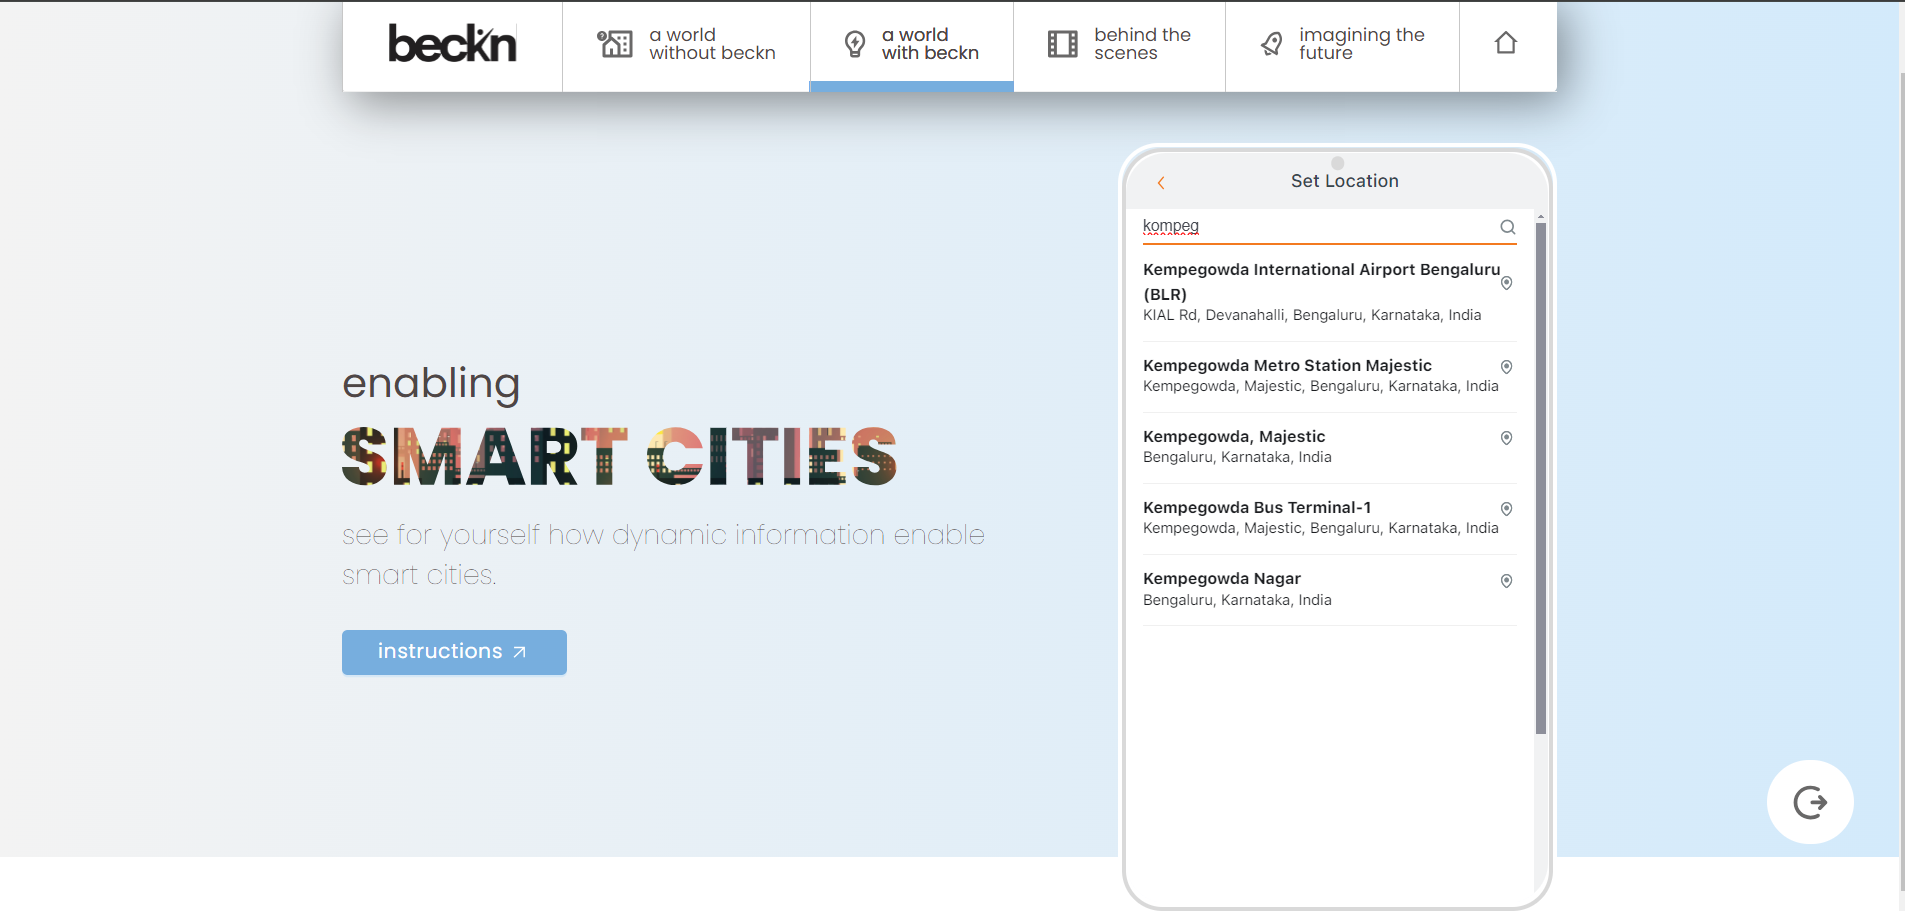 beckn
a world
without beckn
a world
with beckn
behind the
scenes
imagining the
future
enabling
SMART CITIES
see for yourself how dynamic information enable
smart cities.
instructions
Set Location
kompeg
Kempegowda International Airport Bengaluru
(BLR)
KIAL Rd, Devanahalli, Bengaluru, Karnataka, India
Kempegowda Metro Station Majestic
Kempegowda, Majestic, Bengaluru, Karnataka, India
Kempegowda, Majestic
Bengaluru, Karnataka, India
Kempegowda Bus Terminal-1
Kempegowda, Majestic, Bengaluru, Karnataka, India
Kempegowda Nagar
Bengaluru, Karnataka, India